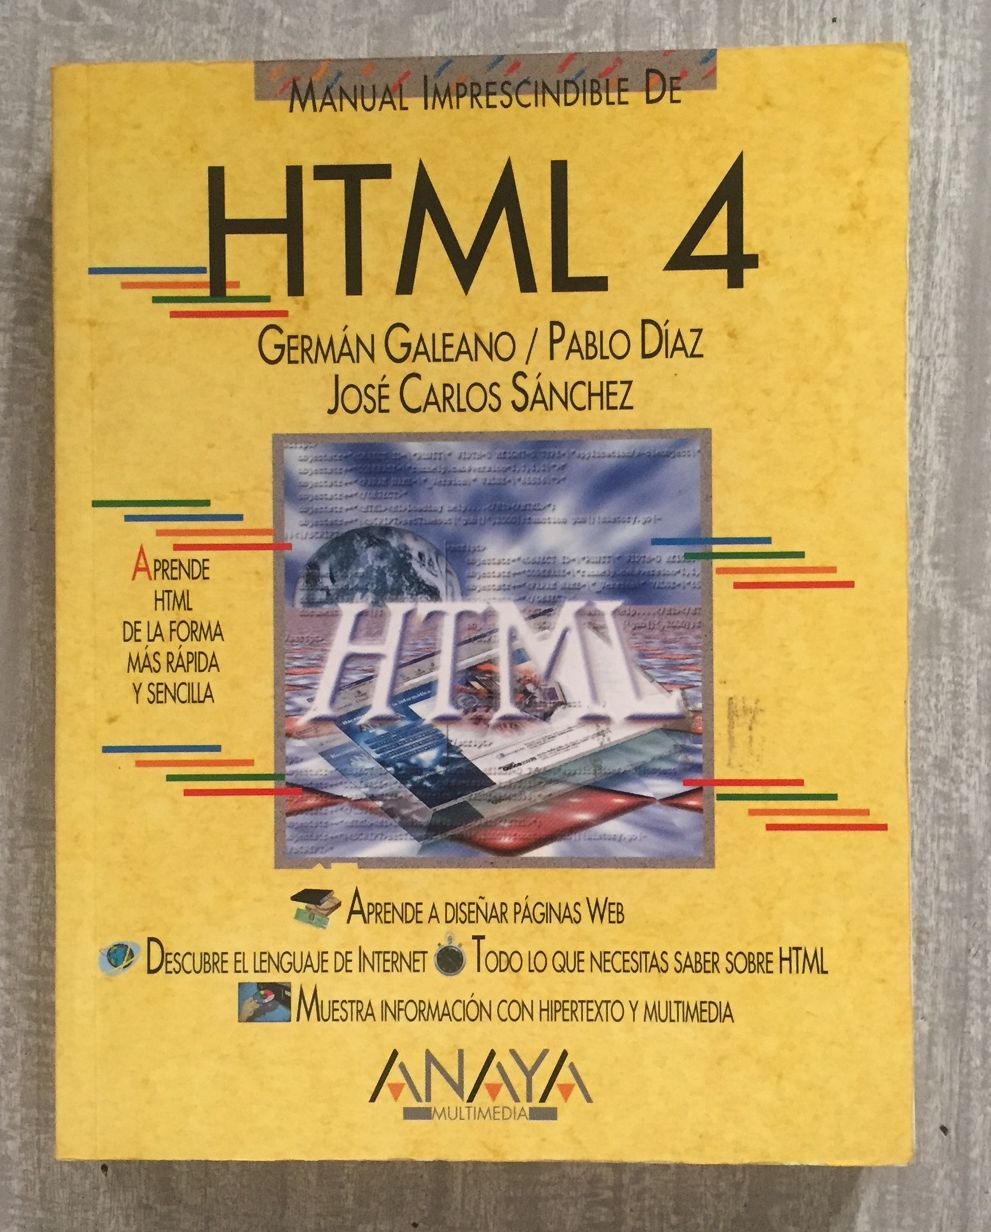 MANUAL IMPRESCINDIBLE DE
HTML 4
GERMÁN GALEANO / PABLO DÍAZ
JOSÉ CARLOS SÁNCHEZ
APRENDE
HTML
DE LA FORMA
MÁS RÁPIDA
Y SENCILLA
HTML
APRENDE A DISEÑAR PÁGINAS WEB
DESCUBRE EL LENGUAJE DE INTERNET TODO LO QUE NECESITAS SABER SOBRE HTML
MUESTRA INFORMACIÓN CON HIPERTEXTO Y MULTIMEDIA
ANAYA
MULTIMEDIA